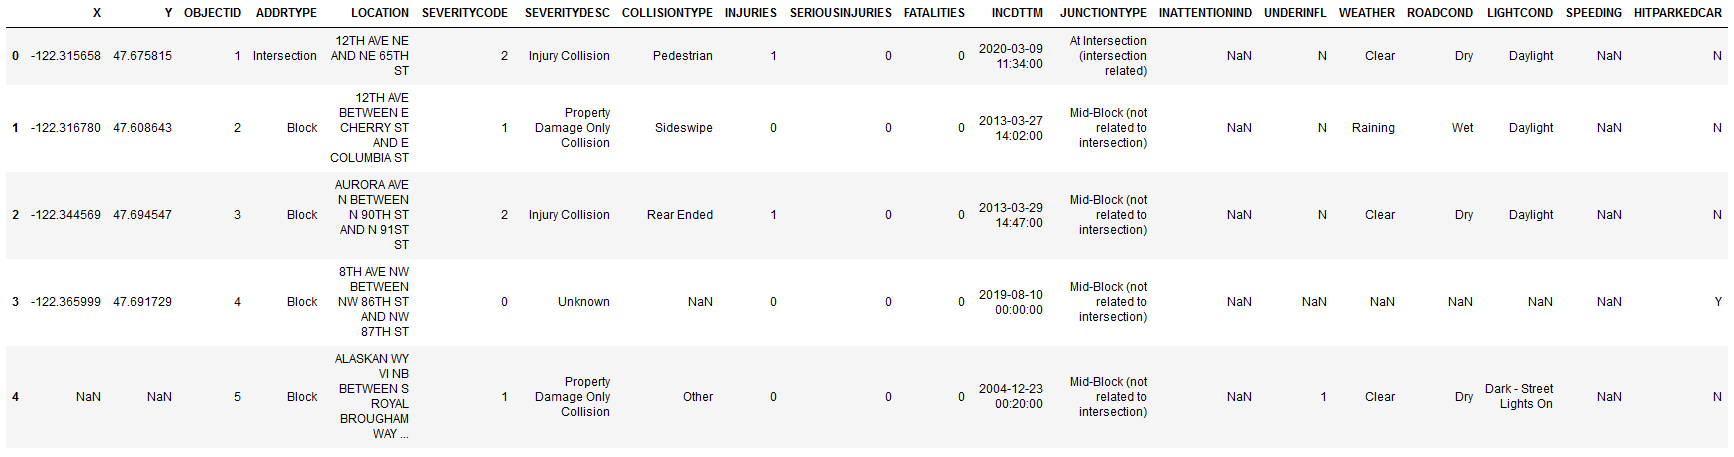 X Y OBJECTID ADDRTYPE LOCATION SEVERITYCODE SEVERITYDESC COLLISIONTYPE INJURIES SERIOUSINJURIES FATALITIES INCDTTM JUNCTIONTYPE INATTENTIONIND UNDERINFL WEATHER ROADCOND LIGHTCOND SPEEDING HITPARKEDCAR
12TH AVE NE At Intersection
0 -122.315658 47.675815 1 Intersection AND NE 65TH 2 Injury Collision Pedestrian 1 0 0 2020-03-09 (intersection NaN N Clear Dry Daylight NaN N
ST 11:34:00 related)
12TH AVE
BETWEEN E Property Mid-Block (not
1 -122.316780 47.608643 2 Block CHERRY ST 1 Damage Only Sideswipe 0 0 0 2013-03-27 related to NaN N Raining Wet Daylight NaN N
AND E Collision 14:02:00 intersection)
COLUMBIA ST
AURORA AVE
N BETWEEN Mid-Block (not
2 -122.344569 47.694547 3 Block N 90TH ST 2 Injury Collision Rear Ended 1 0 0 2013-03-29 related to NaN N Clear Dry Daylight NaN N
AND N 91ST 14:47:00 intersection)
ST
8TH AVE NW
BETWEEN Mid-Block (not
3 -122.365999 47.691729 4 Block NW 86TH ST 0 Unknown NaN 0 0 0 2019-08-10 related to NaN NaN NaN NaN NaN NaN Y
AND NW 00:00:00 intersection)
87TH ST
ALASKAN WY
VI NB Property Mid-Block (not
4 NaN NaN 5 Block BETWEEN S 1 Damage Only Other 0 0 0 2004-12-23 related to NaN 1 Clear Dry Dark - Street NaN N
ROYAL Collision 00:20:00 intersection) Lights On
BROUGHAM
WAY ...